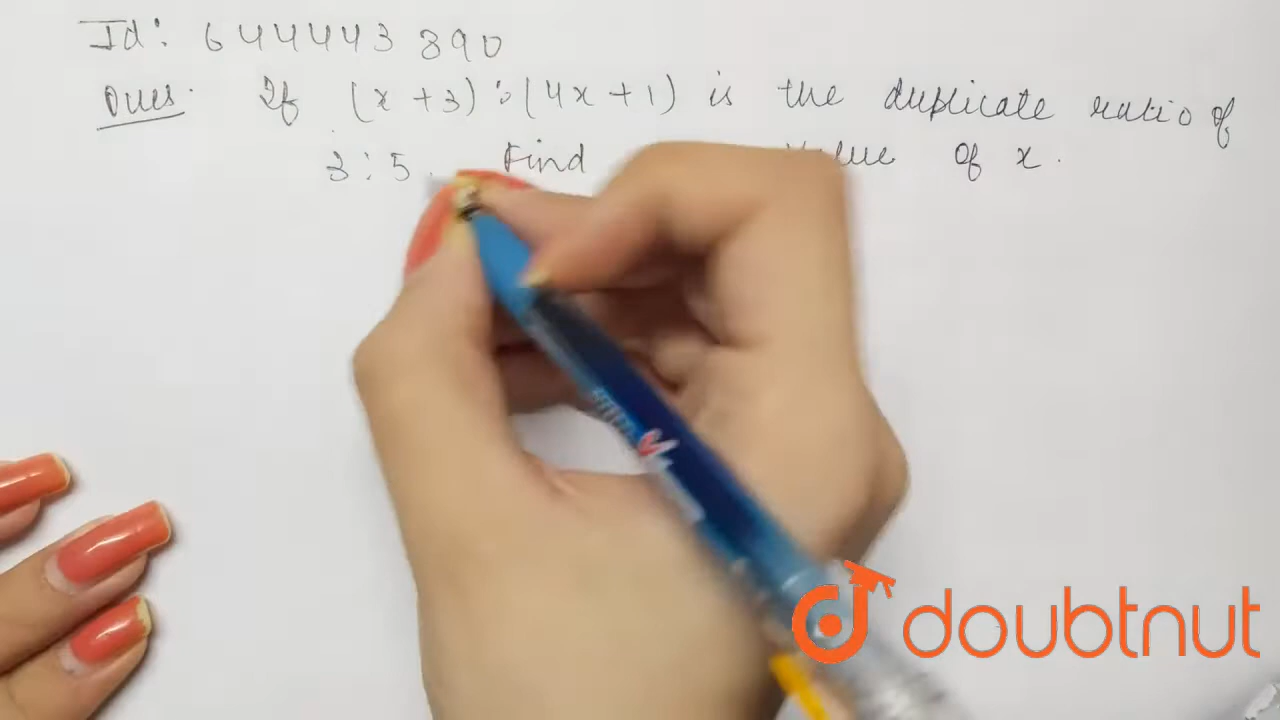 Id: 644443890
Ques. If (x+3):(4x+1) is the duplicate ratio of
3:5. Find value of x.
doubtnut